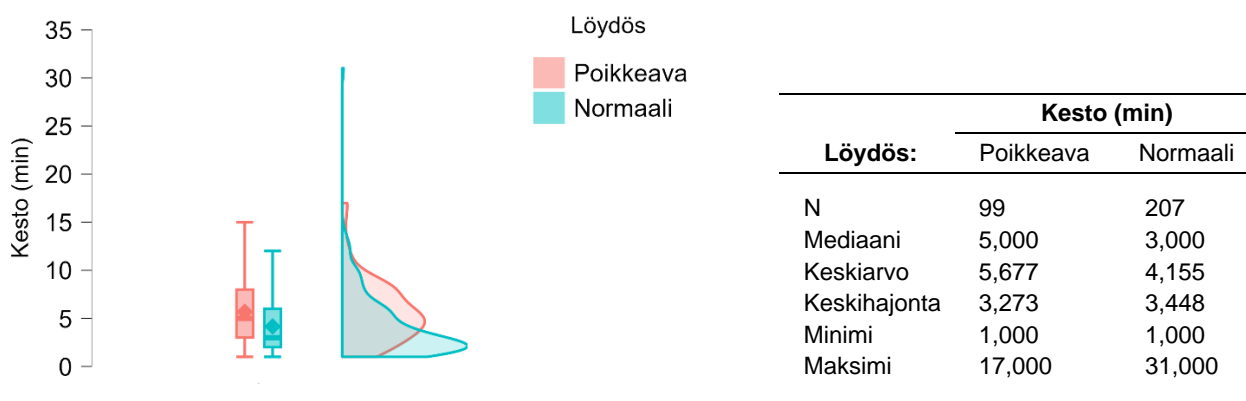 Löydös
Poikkeava
Normaali
Kesto (min)
35
30
25
20
15
10
5
0
Kesto (min)
Löydös: Poikkeava Normaali
N 99 207
Mediaani 5,000 3,000
Keskiarvo 5,677 4,155
Keskihajonta 3,273 3,448
Minimi 1,000 1,000
Maksimi 17,000 31,000